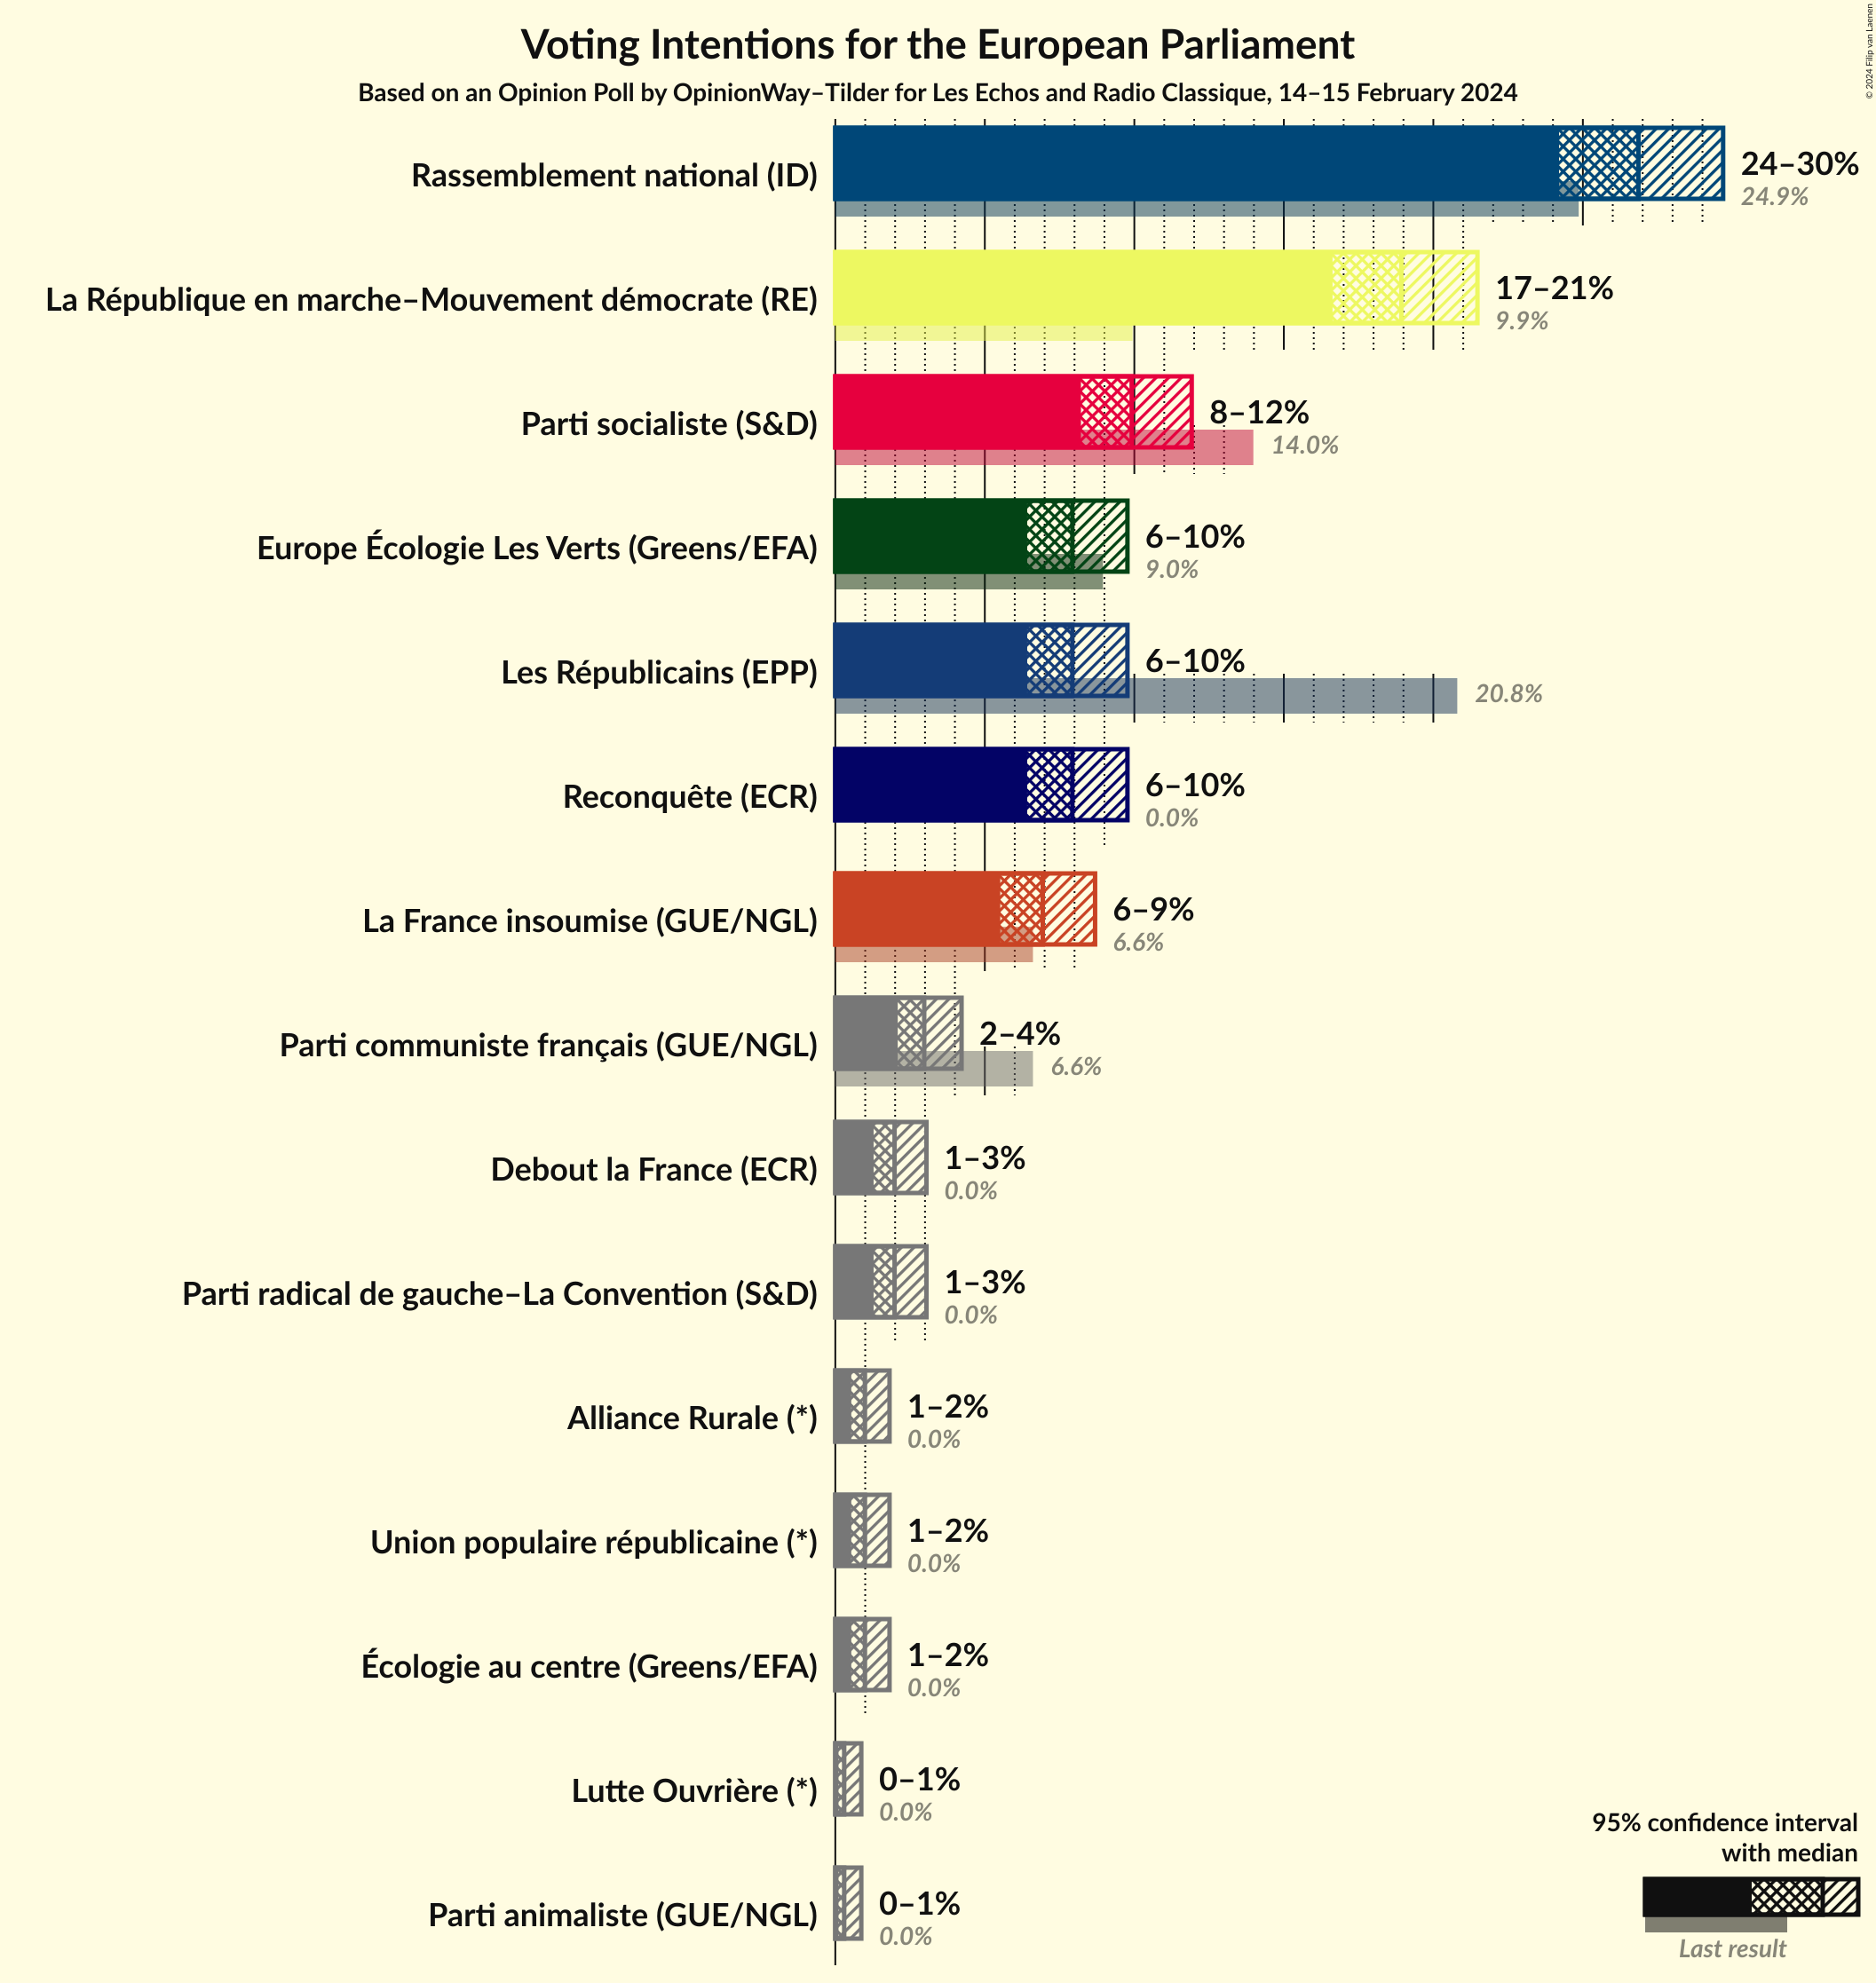 Voting Intentions for the European Parliament
Based on an Opinion Poll by OpinionWay–Tilder for Les Echos and Radio Classique, 14–15 February 2024
© 2024 Filip van Laenen
Rassemblement national (ID)
24–30%
24.9%
La République en marche–Mouvement démocrate (RE)
17–21%
9.9%
Parti socialiste (S&D)
8–12%
14.0%
Europe Écologie Les Verts (Greens/EFA)
6–10%
9.0%
Les Républicains (EPP)
6–10%
20.8%
Reconquête (ECR)
6–10%
0.0%
La France insoumise (GUE/NGL)
6–9%
6.6%
Parti communiste français (GUE/NGL)
2–4%
6.6%
Debout la France (ECR)
1–3%
0.0%
Parti radical de gauche–La Convention (S&D)
1–3%
0.0%
Alliance Rurale (*)
1–2%
0.0%
Union populaire républicaine (*)
1–2%
0.0%
Écologie au centre (Greens/EFA)
1–2%
0.0%
Lutte Ouvrière (*)
0–1%
0.0%
Parti animaliste (GUE/NGL)
0–1%
0.0%
95% confidence interval
with median
Last result